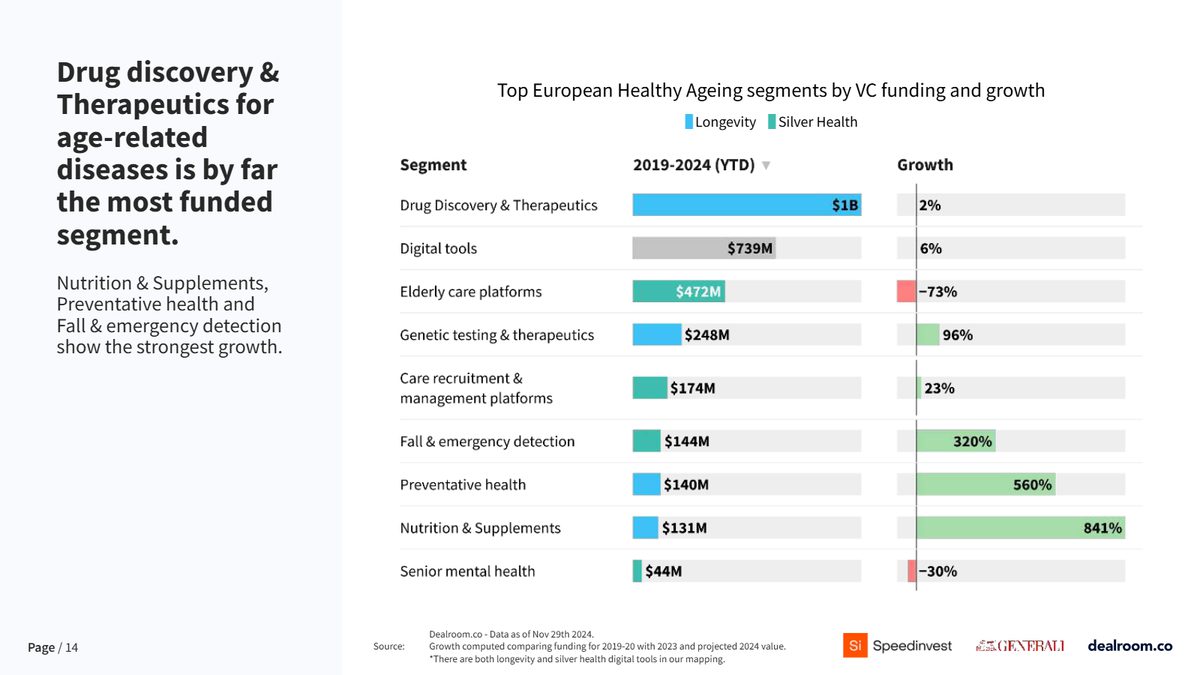 Drug discovery &
Therapeutics for
age-related
diseases is by far
the most funded
segment.
Nutrition & Supplements,
Preventative health and
Fall & emergency detection
show the strongest growth.
Page / 14
Top European Healthy Ageing segments by VC funding and growth
Longevity Silver Health
Segment 2019-2024 (YTD) ▼ Growth
Drug Discovery & Therapeutics $1B 2%
Digital tools $739M 6%
Elderly care platforms $472M −73%
Genetic testing & therapeutics $248M 96%
Care recruitment &
management platforms $174M 23%
Fall & emergency detection $144M 320%
Preventative health $140M 560%
Nutrition & Supplements $131M 841%
Senior mental health $44M −30%
Source:
Dealroom.co - Data as of Nov 29th 2024.
Growth computed comparing funding for 2019-20 with 2023 and projected 2024 value.
*There are both longevity and silver health digital tools in our mapping.
Si Speedinvest
GENERALI
dealroom.co